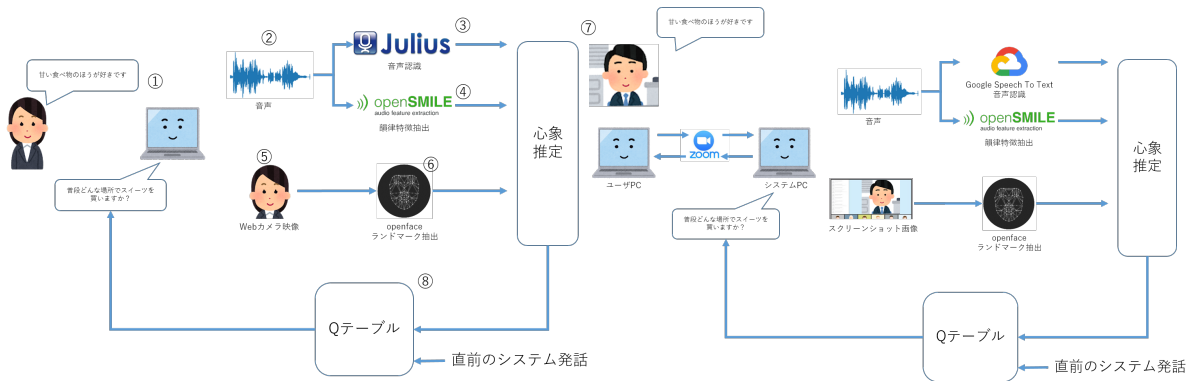 甘い食べ物のほうが好きです
①
普段どんな場所でスイーツを
買いますか？
②
音声
Julius
音声認識
③
openSMILE
audio feature extraction
韻律特徴抽出
④
⑤
Webカメラ映像
⑥
openface
ランドマーク抽出
心象
推定
⑦
⑧
Qテーブル
直前のシステム発話
甘い食べ物のほうが好きです
zoom
ユーザPC
システムPC
普段どんな場所でスイーツを
買いますか？
音声
Google Speech To Text
音声認識
openSMILE
audio feature extraction
韻律特徴抽出
スクリーンショット画像
openface
ランドマーク抽出
心象
推定
Qテーブル
直前のシステム発話